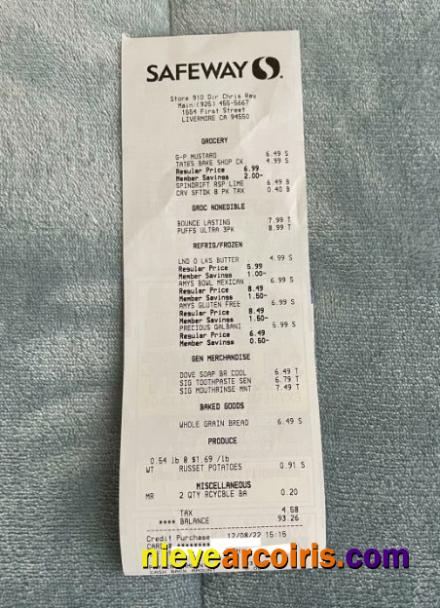 SAFEWAY
Store 910 Dir Chris Ray
Main:(925) 455-5667
1554 First Street
LIVERMORE CA 94550
GROCERY
G-P MUSTARD 6.49 S
TATES BAKE SHOP CK 4.99 S
Regular Price 6.99
Member Savings 2.00-
SPINDRIFT RSP LIME 6.49 B
CRV SFTDK 8 PK TAX 0.40 B
GROC NONEDIBLE
BOUNCE LASTING 7.99 T
PUFFS ULTRA 3PK 8.99 T
REFRIG/FROZEN
LND O LKS BUTTER 4.99 S
Regular Price 5.99
Member Savings 1.00-
AMYS BOWL MEXICAN 6.99 S
Regular Price 8.49
Member Savings 1.50-
AMYS GLUTEN FREE 6.99 S
Regular Price 8.49
Member Savings 1.50-
PRECIOUS GALBANI 5.99 S
Regular Price 6.49
Member Savings 0.50-
GEN MERCHANDISE
DOVE SOAP BR COOL 6.49 T
SIG TOOTHPASTE SEN 6.79 T
SIG MOUTHRINSE MNT 7.49 T
BAKED GOODS
WHOLE GRAIN BREAD 6.49 S
PRODUCE
0.54 lb @ $1.69 /lb
WT RUSSET POTATOES 0.91 S
MISCELLANEOUS
MR 2 QTY RCYCBLE BA 0.20
TAX 4.58
**** BALANCE 93.26
Credit Purchase 12/08/22 15:15
CARD #
nievearcoiris.com